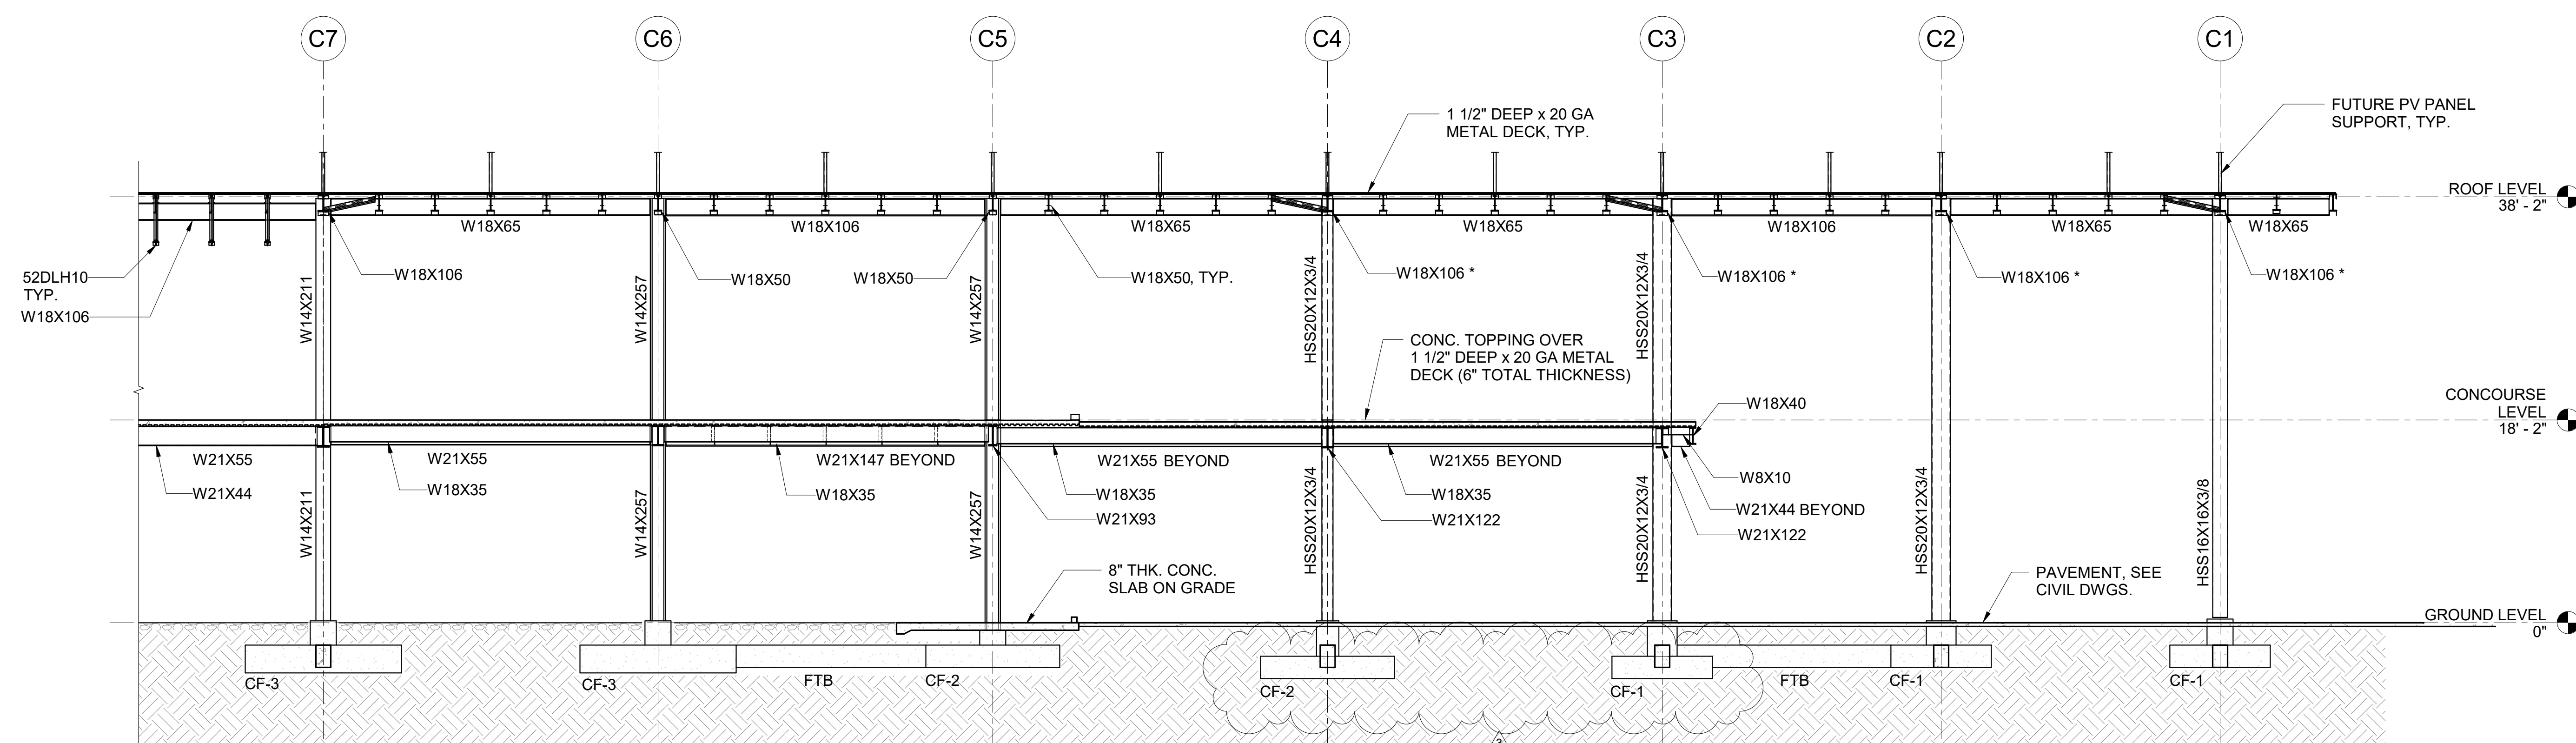 C7
C6
C5
C4
C3
C2
C1
1 1/2" DEEP x 20 GA
METAL DECK, TYP.
FUTURE PV PANEL
SUPPORT, TYP.
ROOF LEVEL
38' - 2"
W18X65
W18X106
W18X65
W18X65
W18X106
W18X65
W18X65
52DLH10
TYP.
W18X106
W18X106
W18X50
W18X50
W18X50, TYP.
W18X106 *
W18X106 *
W18X106 *
W18X106 *
W14X211
W14X257
W14X257
HSS20X12X3/4
HSS20X12X3/4
CONC. TOPPING OVER
1 1/2" DEEP x 20 GA METAL
DECK (6" TOTAL THICKNESS)
CONCOURSE
LEVEL
18' - 2"
W18X40
W21X55
W21X55
W21X147 BEYOND
W21X55 BEYOND
W21X55 BEYOND
W8X10
W21X44
W18X35
W18X35
W18X35
W18X35
W21X44 BEYOND
W21X93
W21X122
W21X122
W14X211
W14X257
W14X257
HSS20X12X3/4
HSS20X12X3/4
HSS20X12X3/4
HSS16X16X3/8
8" THK. CONC.
SLAB ON GRADE
PAVEMENT, SEE
CIVIL DWGS.
GROUND LEVEL
0"
CF-3
CF-3
FTB
CF-2
CF-2
CF-1
FTB
CF-1
CF-1
3